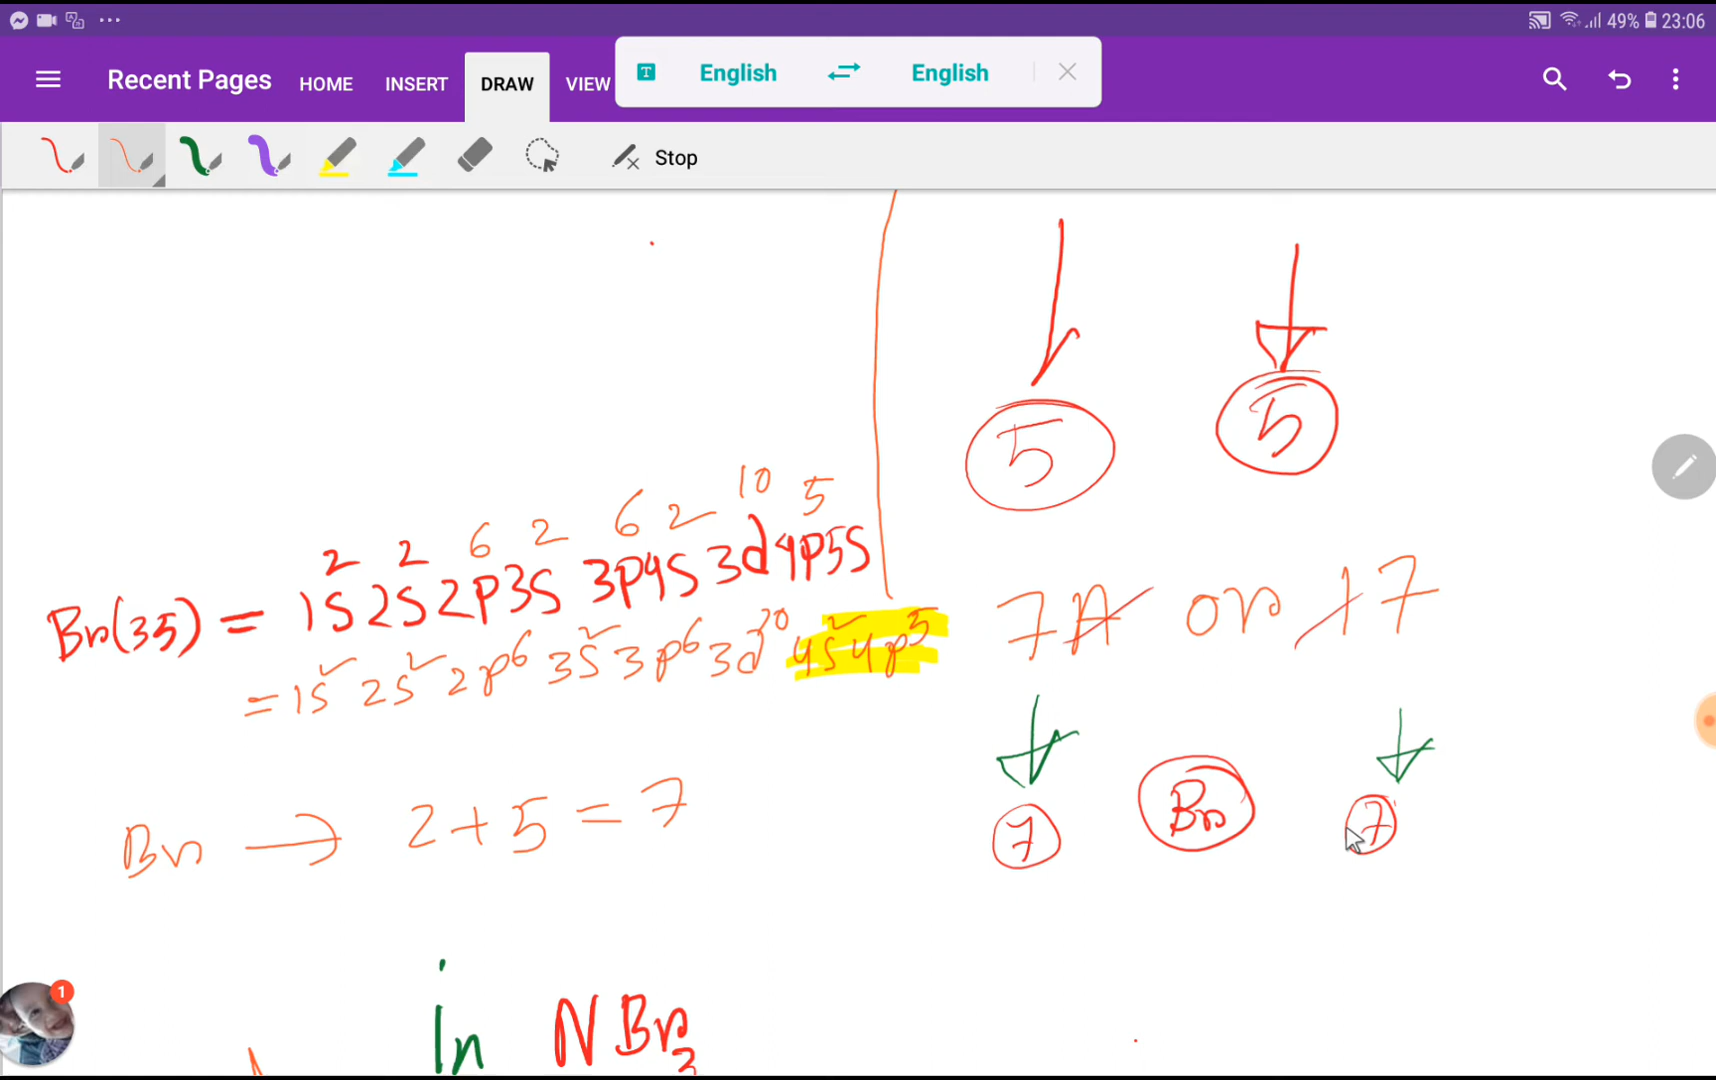 49% 23:06
Recent Pages HOME INSERT DRAW VIEW
English English
Stop
5 5
2 2 6 2 6 2 10 5
Br(35) = 1S 2S 2P 3S 3P 4S 3d 4P 5S
= 1S² 2S² 2P⁶ 3S² 3P⁶ 3d¹⁰ 4S² 4P⁵
7A or 17
Br → 2+5=7
7 Br 7
in NBr₃
1